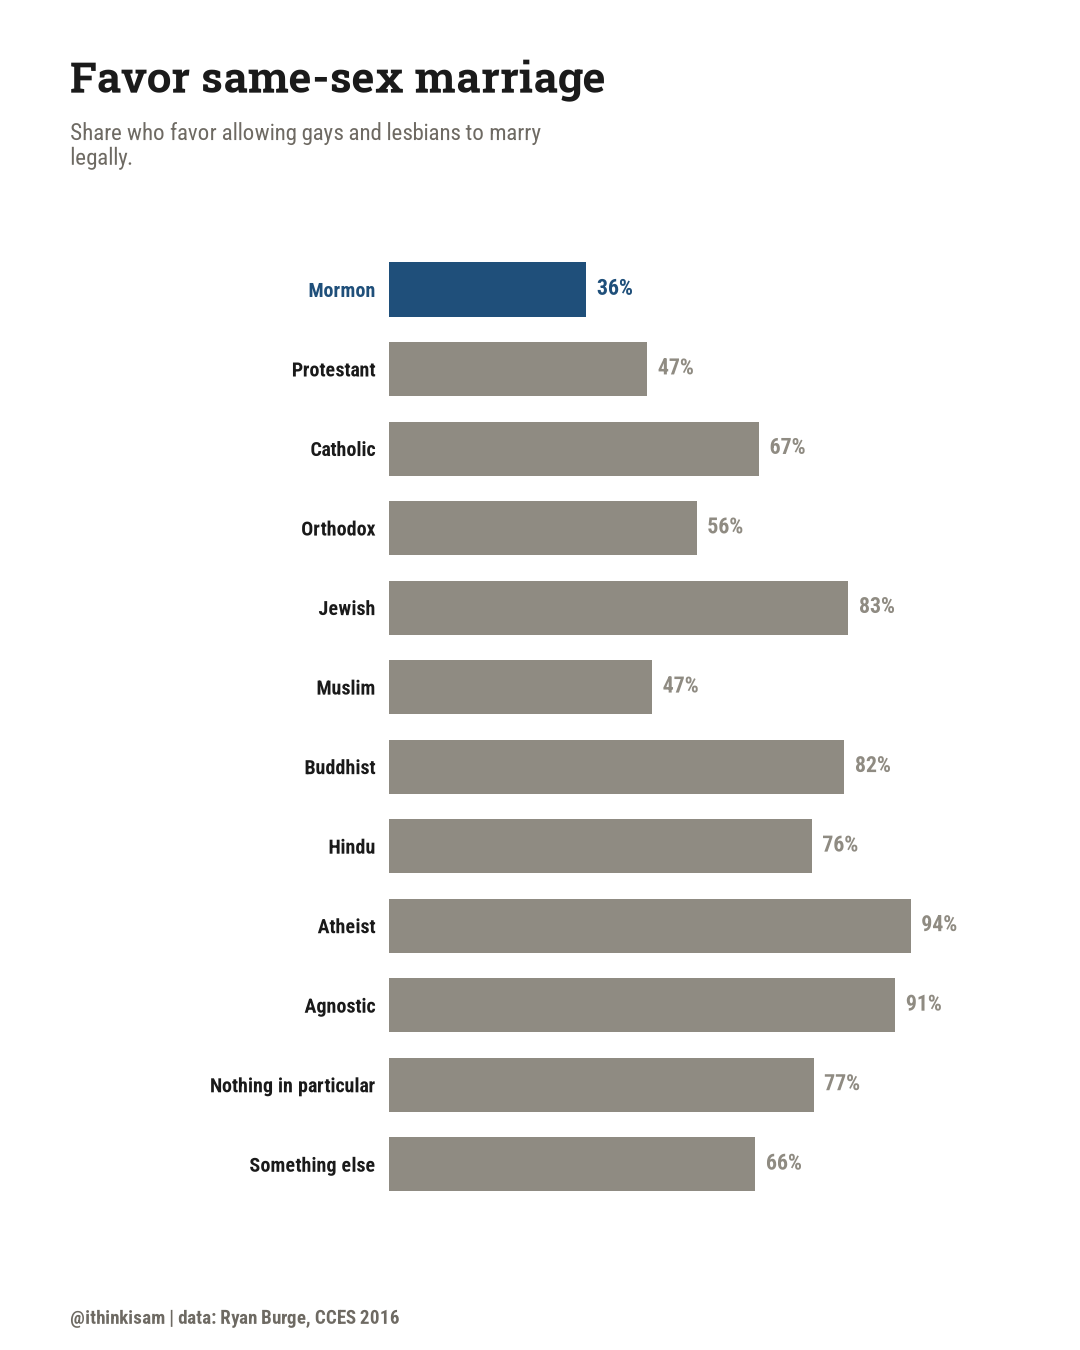 Favor same-sex marriage
Share who favor allowing gays and lesbians to marry
legally.
Mormon 36%
Protestant 47%
Catholic 67%
Orthodox 56%
Jewish 83%
Muslim 47%
Buddhist 82%
Hindu 76%
Atheist 94%
Agnostic 91%
Nothing in particular 77%
Something else 66%
@ithinkisam | data: Ryan Burge, CCES 2016